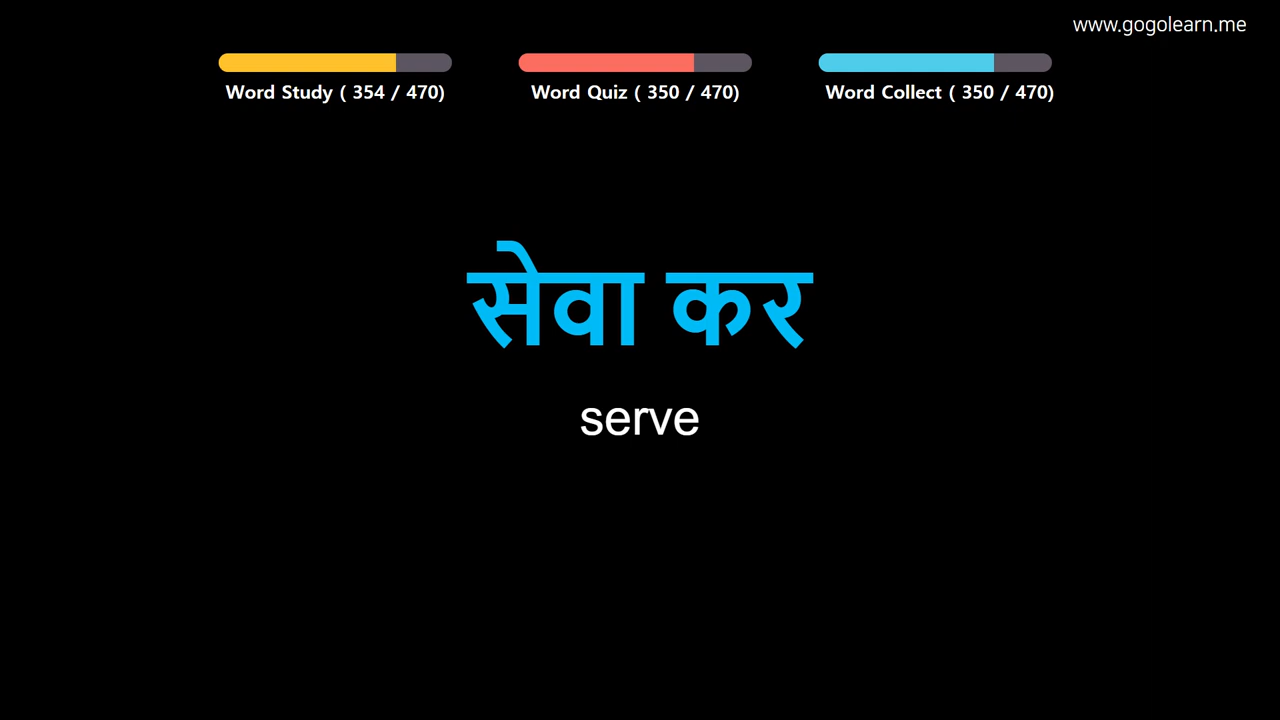 www.gogolearn.me
Word Study ( 354 / 470)
Word Quiz ( 350 / 470)
Word Collect ( 350 / 470)
सेवा कर
serve